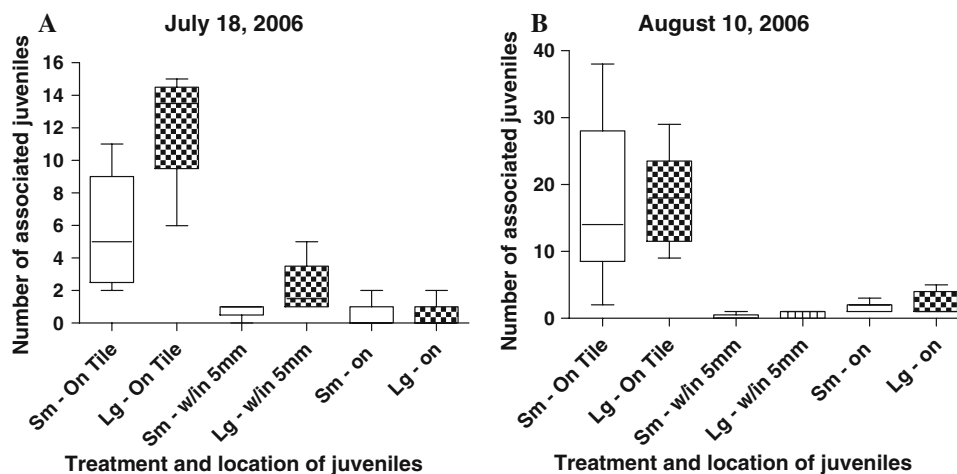 A
July 18, 2006
Number of associated juveniles
16
14
12
10
8
6
4
2
0
Sm - On Tile
Lg - On Tile
Sm - w/in 5mm
Lg - w/in 5mm
Sm - on
Lg - on
Treatment and location of juveniles
B
August 10, 2006
Number of associated juveniles
40
30
20
10
0
Sm - On Tile
Lg - On Tile
Sm - w/in 5mm
Lg - w/in 5mm
Sm - on
Lg - on
Treatment and location of juveniles